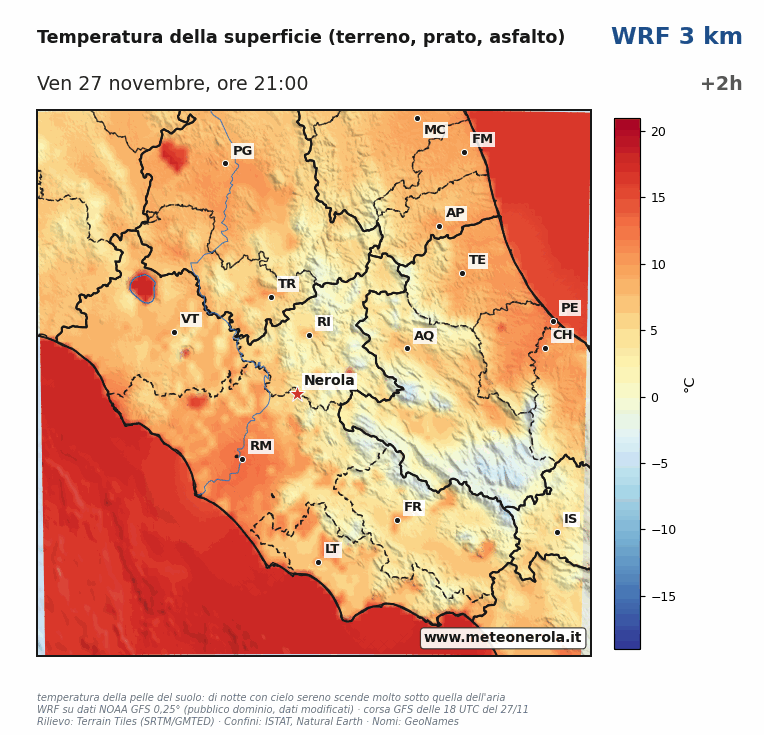 Temperatura della superficie (terreno, prato, asfalto)
WRF 3 km
Ven 27 novembre, ore 21:00
+2h
MC
FM
PG
AP
TE
TR
PE
VT
RI
AQ
CH
Nerola
RM
FR
IS
LT
www.meteonerola.it
20
15
10
5
0
−5
−10
−15
°C
temperatura della pelle del suolo: di notte con cielo sereno scende molto sotto quella dell'aria
WRF su dati NOAA GFS 0,25° (pubblico dominio, dati modificati) · corsa GFS delle 18 UTC del 27/11
Rilievo: Terrain Tiles (SRTM/GMTED) · Confini: ISTAT, Natural Earth · Nomi: GeoNames